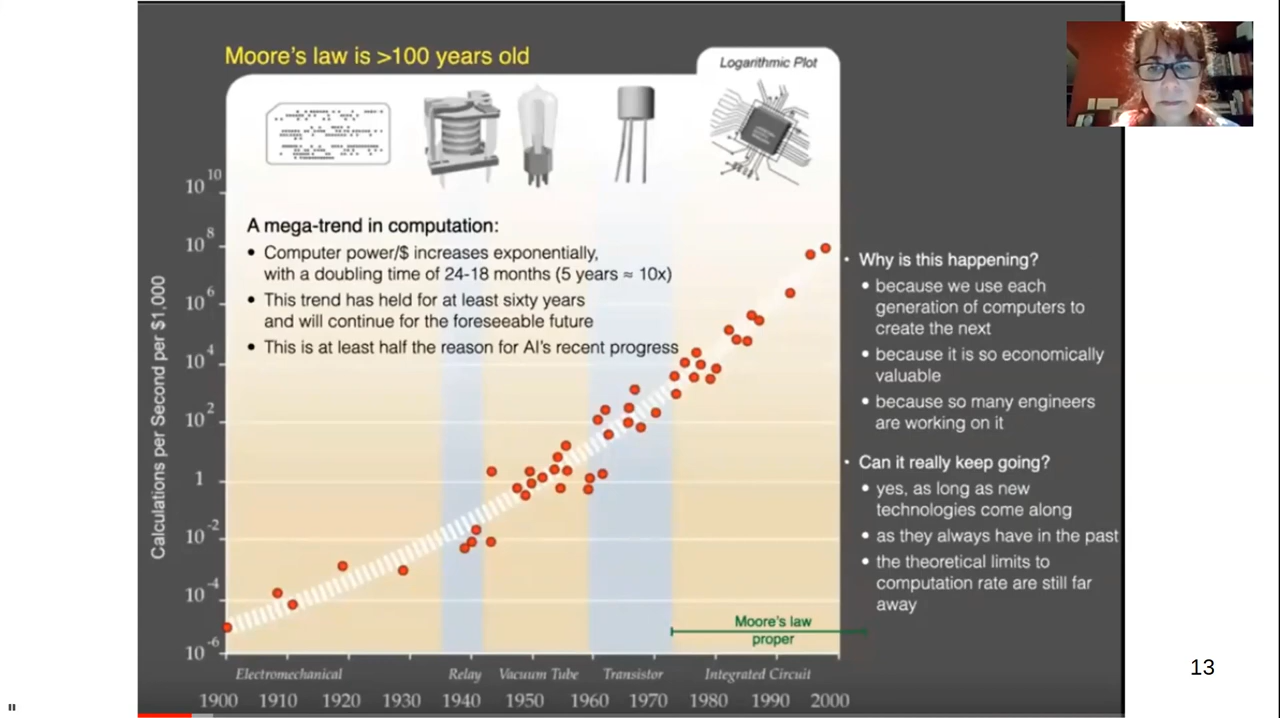 Moore's law is >100 years old
Logarithmic Plot
A mega-trend in computation:
• Computer power/$ increases exponentially,
with a doubling time of 24-18 months (5 years ≈ 10x)
• This trend has held for at least sixty years
and will continue for the foreseeable future
• This is at least half the reason for AI's recent progress
Calculations per Second per $1,000
10^10
10^8
10^6
10^4
10^2
1
10^-2
10^-4
10^-6
Moore's law
proper
Electromechanical Relay Vacuum Tube Transistor Integrated Circuit
1900 1910 1920 1930 1940 1950 1960 1970 1980 1990 2000
• Why is this happening?
• because we use each
generation of computers to
create the next
• because it is so economically
valuable
• because so many engineers
are working on it
• Can it really keep going?
• yes, as long as new
technologies come along
• as they always have in the past
• the theoretical limits to
computation rate are still far
away
13
"